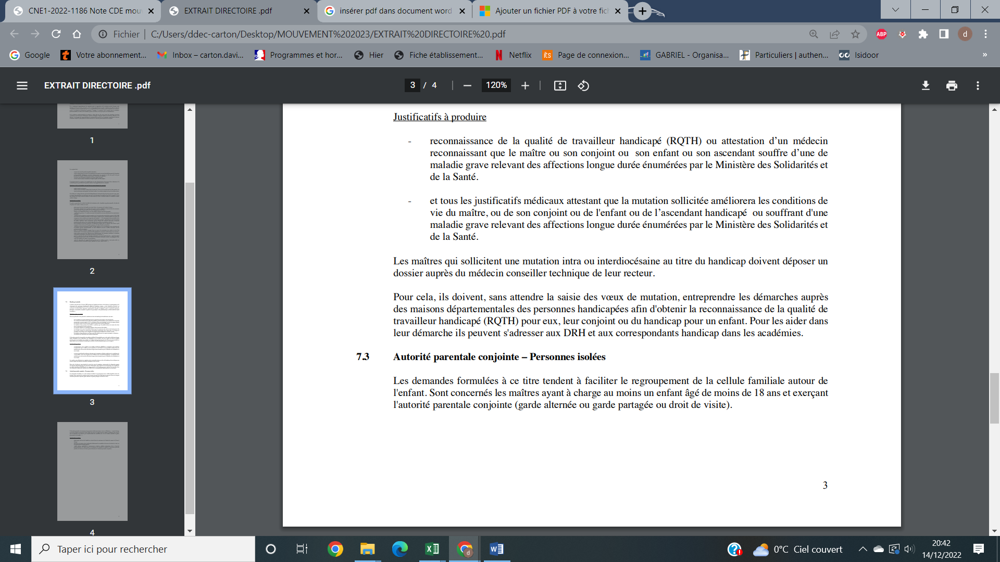 CNE1-2022-1186 Note CDE mouv
EXTRAIT DIRECTOIRE .pdf
insérer pdf dans document word
Ajouter un fichier PDF à votre fich
Fichier
C:/Users/ddec-carton/Desktop/MOUVEMENT%202023/EXTRAIT%20DIRECTOIRE%20.pdf
ABP
d
Google
Votre abonnement...
Inbox – carton.davi...
Programmes et hor...
Hier
Fiche établissement...
Netflix
its
Page de connexion...
GABRIEL - Organisa...
Particuliers | authen...
Isidoor
»
EXTRAIT DIRECTOIRE .pdf
3 / 4
120%
1
2
3
4
Justificatifs à produire
- reconnaissance de la qualité de travailleur handicapé (RQTH) ou attestation d’un médecin
reconnaissant que le maître ou son conjoint ou son enfant ou son ascendant souffre d’une de
maladie grave relevant des affections longue durée énumérées par le Ministère des Solidarités et
de la Santé.
- et tous les justificatifs médicaux attestant que la mutation sollicitée améliorera les conditions de
vie du maître, ou de son conjoint ou de l'enfant ou de l’ascendant handicapé ou souffrant d'une
maladie grave relevant des affections longue durée énumérées par le Ministère des Solidarités et
de la Santé.
Les maîtres qui sollicitent une mutation intra ou interdiocésaine au titre du handicap doivent déposer un
dossier auprès du médecin conseiller technique de leur recteur.
Pour cela, ils doivent, sans attendre la saisie des vœux de mutation, entreprendre les démarches auprès
des maisons départementales des personnes handicapées afin d'obtenir la reconnaissance de la qualité de
travailleur handicapé (RQTH) pour eux, leur conjoint ou du handicap pour un enfant. Pour les aider dans
leur démarche ils peuvent s'adresser aux DRH et aux correspondants handicap dans les académies.
7.3 Autorité parentale conjointe – Personnes isolées
Les demandes formulées à ce titre tendent à faciliter le regroupement de la cellule familiale autour de
l'enfant. Sont concernés les maîtres ayant à charge au moins un enfant âgé de moins de 18 ans et exerçant
l'autorité parentale conjointe (garde alternée ou garde partagée ou droit de visite).
3
Taper ici pour rechercher
0°C Ciel couvert
20:42
14/12/2022